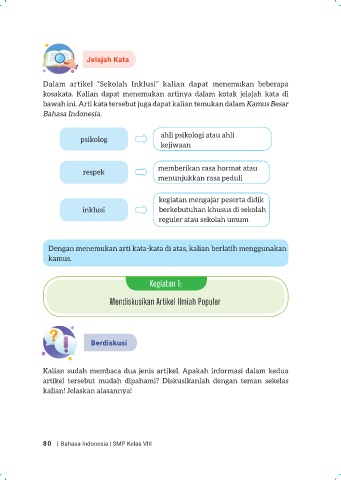 Jelajah Kata
Dalam artikel “Sekolah Inklusi” kalian dapat menemukan beberapa
kosakata. Kalian dapat menemukan artinya dalam kotak jelajah kata di
bawah ini. Arti kata tersebut juga dapat kalian temukan dalam Kamus Besar
Bahasa Indonesia.
psikolog
ahli psikologi atau ahli
kejiwaan
respek
memberikan rasa hormat atau
menunjukkan rasa peduli
inklusi
kegiatan mengajar peserta didik
berkebutuhan khusus di sekolah
reguler atau sekolah umum
Dengan menemukan arti kata-kata di atas, kalian berlatih menggunakan
kamus.
Kegiatan 1:
Mendiskusikan Artikel Ilmiah Populer
Berdiskusi
Kalian sudah membaca dua jenis artikel. Apakah informasi dalam kedua
artikel tersebut mudah dipahami? Diskusikanlah dengan teman sekelas
kalian! Jelaskan alasannya!
80 | Bahasa Indonesia | SMP Kelas VIII